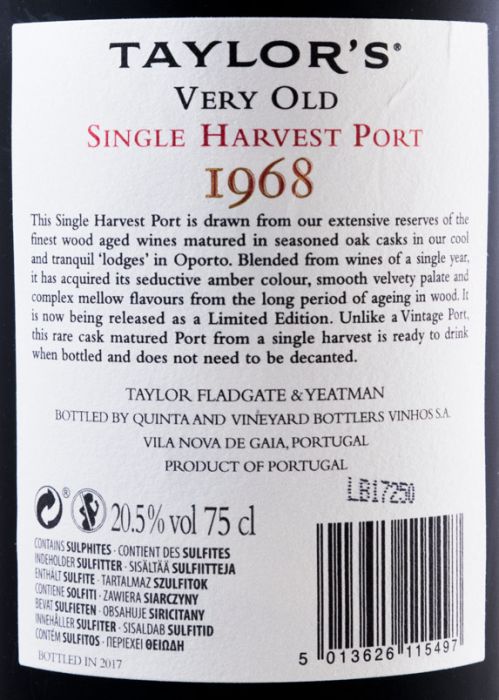 TAYLOR'S®
VERY OLD
SINGLE HARVEST PORT
1968
This Single Harvest Port is drawn from our extensive reserves of the
finest wood aged wines matured in seasoned oak casks in our cool
and tranquil 'lodges' in Oporto. Blended from wines of a single year,
it has acquired its seductive amber colour, smooth velvety palate and
complex mellow flavours from the long period of ageing in wood. It
is now being released as a Limited Edition. Unlike a Vintage Port,
this rare cask matured Port from a single harvest is ready to drink
when bottled and does not need to be decanted.
TAYLOR FLADGATE & YEATMAN
BOTTLED BY QUINTA AND VINEYARD BOTTLERS VINHOS S.A.
VILA NOVA DE GAIA, PORTUGAL
PRODUCT OF PORTUGAL
LB17250
® 20.5% vol 75 cl
CONTAINS SULPHITES · CONTIENT DES SULFITES
INDEHOLDER SULFITTER · SISÄLTÄÄ SULFIITTEJA
ENTHÄLT SULFITE · TARTALMAZ SZULFITOK
CONTIENE SOLFITI · ZAWIERA SIARCZYNY
BEVAT SULFIETEN · OBSAHUJE SIRICITANY
INNEHÅLLER SULFITER · SISALDAB SULFITID
CONTÉM SULFITOS · ΠΕΡΙΕΧΕΙ ΘΕΙΩΔΗ
BOTTLED IN 2017
5 013626 115497